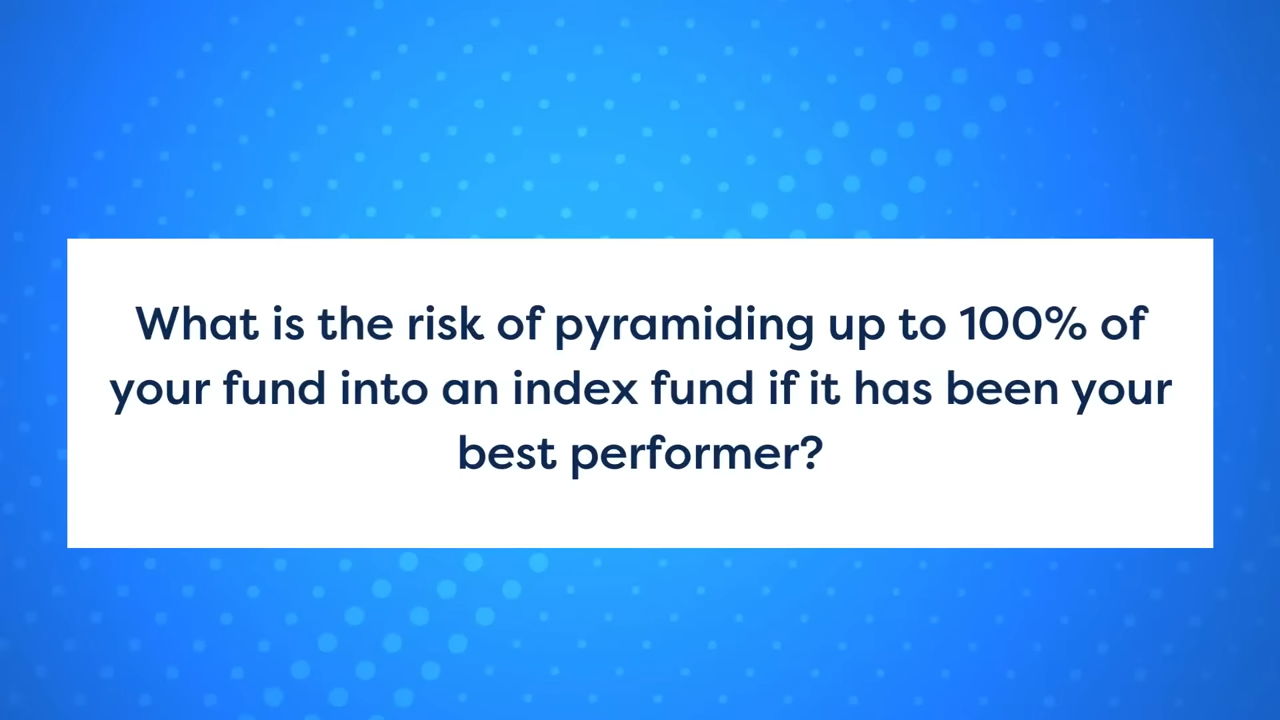 What is the risk of pyramiding up to 100% of
your fund into an index fund if it has been your
best performer?